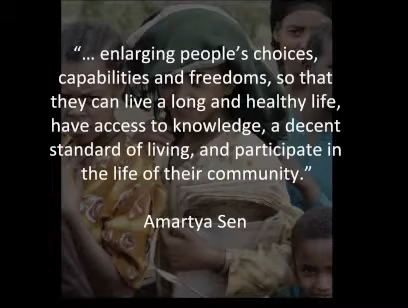 “... enlarging people’s choices,
capabilities and freedoms, so that
they can live a long and healthy life,
have access to knowledge, a decent
standard of living, and participate in
the life of their community.”
Amartya Sen